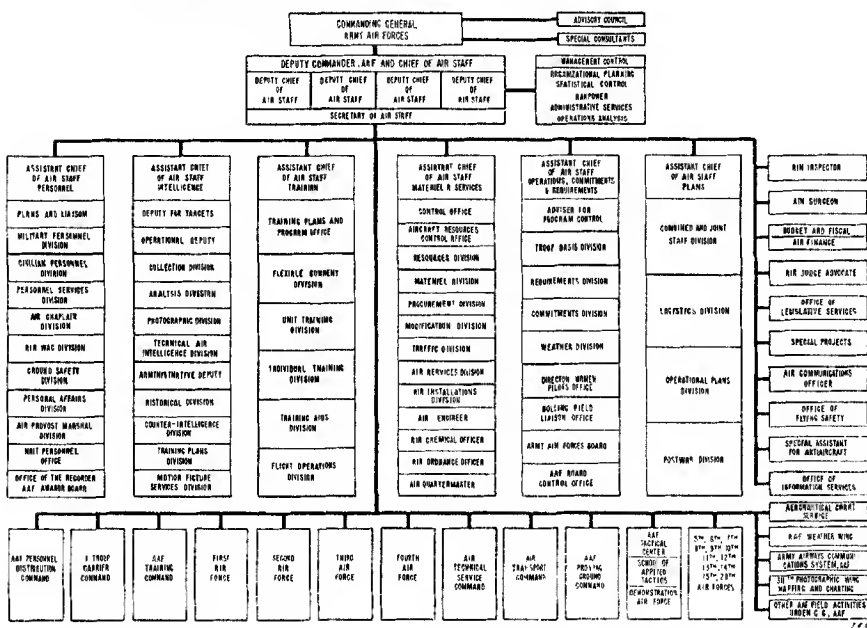 COMMANDING GENERAL
ARMY AIR FORCES
ADVISORY COUNCIL
SPECIAL CONSULTANTS
DEPUTY COMMANDER, AAF AND CHIEF OF AIR STAFF
DEPUTY CHIEF
OF
AIR STAFF
DEPUTY CHIEF
OF
AIR STAFF
DEPUTY CHIEF
OF
AIR STAFF
DEPUTY CHIEF
OF
AIR STAFF
SECRETARY OF AIR STAFF
MANAGEMENT CONTROL
ORGANIZATIONAL PLANNING
STATISTICAL CONTROL
MANPOWER
ADMINISTRATIVE SERVICES
OPERATIONS ANALYSIS
ASSISTANT CHIEF
OF AIR STAFF
PERSONNEL
PLANS AND LIAISON
MILITARY PERSONNEL
DIVISION
CIVILIAN PERSONNEL
DIVISION
PERSONNEL SERVICES
DIVISION
AIR CHAPLAIN
DIVISION
AIR WAC DIVISION
GROUND SAFETY
DIVISION
PERSONAL AFFAIRS
DIVISION
AIR PROVOST MARSHAL
DIVISION
UNIT PERSONNEL
OFFICE
OFFICE OF THE RECORDER
AAF AWARDS BOARD
ASSISTANT CHIEF
OF AIR STAFF
INTELLIGENCE
DEPUTY FOR TARGETS
OPERATIONAL DEPUTY
COLLECTION DIVISION
ANALYSIS DIVISION
PHOTOGRAPHIC DIVISION
TECHNICAL AIR
INTELLIGENCE DIVISION
ADMINISTRATIVE DEPUTY
HISTORICAL DIVISION
COUNTER-INTELLIGENCE
DIVISION
TRAINING PLANS
DIVISION
MOTION PICTURE
SERVICES DIVISION
ASSISTANT CHIEF
OF AIR STAFF
TRAINING
TRAINING PLANS AND
PROGRAM OFFICE
FLEXIBLE GUNNERY
DIVISION
UNIT TRAINING
DIVISION
INDIVIDUAL TRAINING
DIVISION
TRAINING AIDS
DIVISION
FLIGHT OPERATIONS
DIVISION
ASSISTANT CHIEF
OF AIR STAFF
MATERIEL & SERVICES
CONTROL OFFICE
AIRCRAFT RESOURCES
CONTROL OFFICE
RESOURCES DIVISION
MATERIEL DIVISION
PROCUREMENT DIVISION
MODIFICATION DIVISION
TRAFFIC DIVISION
AIR SERVICES DIVISION
AIR INSTALLATIONS
DIVISION
AIR ENGINEER
AIR CHEMICAL OFFICER
AIR ORDNANCE OFFICER
AIR QUARTERMASTER
ASSISTANT CHIEF
OF AIR STAFF
OPERATIONS, COMMITMENTS
& REQUIREMENTS
ADVISER FOR
PROGRAM CONTROL
TROOP BASIS DIVISION
REQUIREMENTS DIVISION
COMMITMENTS DIVISION
WEATHER DIVISION
DIRECTOR WOMEN
PILOTS OFFICE
BOLLING FIELD
LIAISON OFFICE
ARMY AIR FORCES BOARD
AAF BOARD
CONTROL OFFICE
ASSISTANT CHIEF
OF AIR STAFF
PLANS
COMBINED AND JOINT
STAFF DIVISION
LOGISTICS DIVISION
OPERATIONAL PLANS
DIVISION
POSTWAR DIVISION
AIR INSPECTOR
AIR SURGEON
BUDGET AND FISCAL
AIR FINANCE
AIR JUDGE ADVOCATE
OFFICE OF
LEGISLATIVE SERVICES
SPECIAL PROJECTS
AIR COMMUNICATIONS
OFFICER
OFFICE OF
FLYING SAFETY
SPECIAL ASSISTANT
FOR ANTIAIRCRAFT
OFFICE OF
INFORMATION SERVICES
AAF PERSONNEL
DISTRIBUTION
COMMAND
I TROOP
CARRIER
COMMAND
AAF
TRAINING
COMMAND
FIRST
AIR
FORCE
SECOND
AIR
FORCE
THIRD
AIR
FORCE
FOURTH
AIR
FORCE
AIR
TECHNICAL
SERVICE COMMAND
AIR
TRANSPORT
COMMAND
AAF
PROVING
GROUND
COMMAND
AAF
TACTICAL
CENTER
SCHOOL OF
APPLIED
TACTICS
DEMONSTRATION
AIR FORCE
5TH, 6TH, 7TH
8TH, 9TH, 10TH
11TH, 12TH
13TH, 14TH
15TH, 20TH
AIR FORCES
AERONAUTICAL CHART
SERVICE
AAF WEATHER WING
ARMY AIRWAYS COMMUNI-
CATIONS SYSTEM, AAF
PHOTOGRAPHIC WING
MAPPING AND CHARTING
OTHER AAF FIELD ACTIVITIES
UNDER C G, AAF